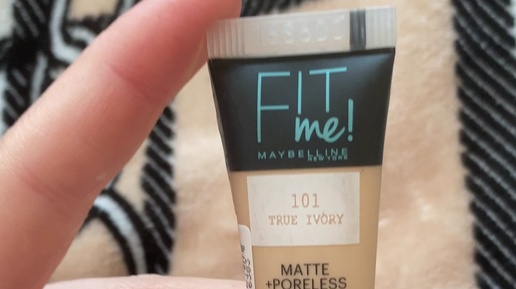 FIT
me!
MAYBELLINE
NEW YORK
101
TRUE IVORY
MATTE
+PORELESS